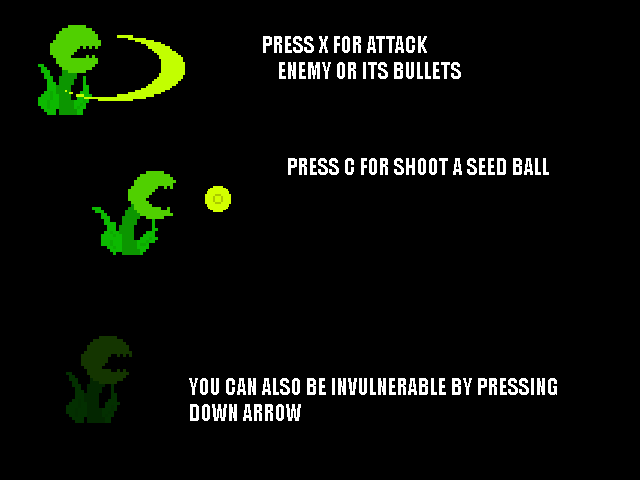 PRESS X FOR ATTACK
ENEMY OR ITS BULLETS
PRESS C FOR SHOOT A SEED BALL
YOU CAN ALSO BE INVULNERABLE BY PRESSING
DOWN ARROW